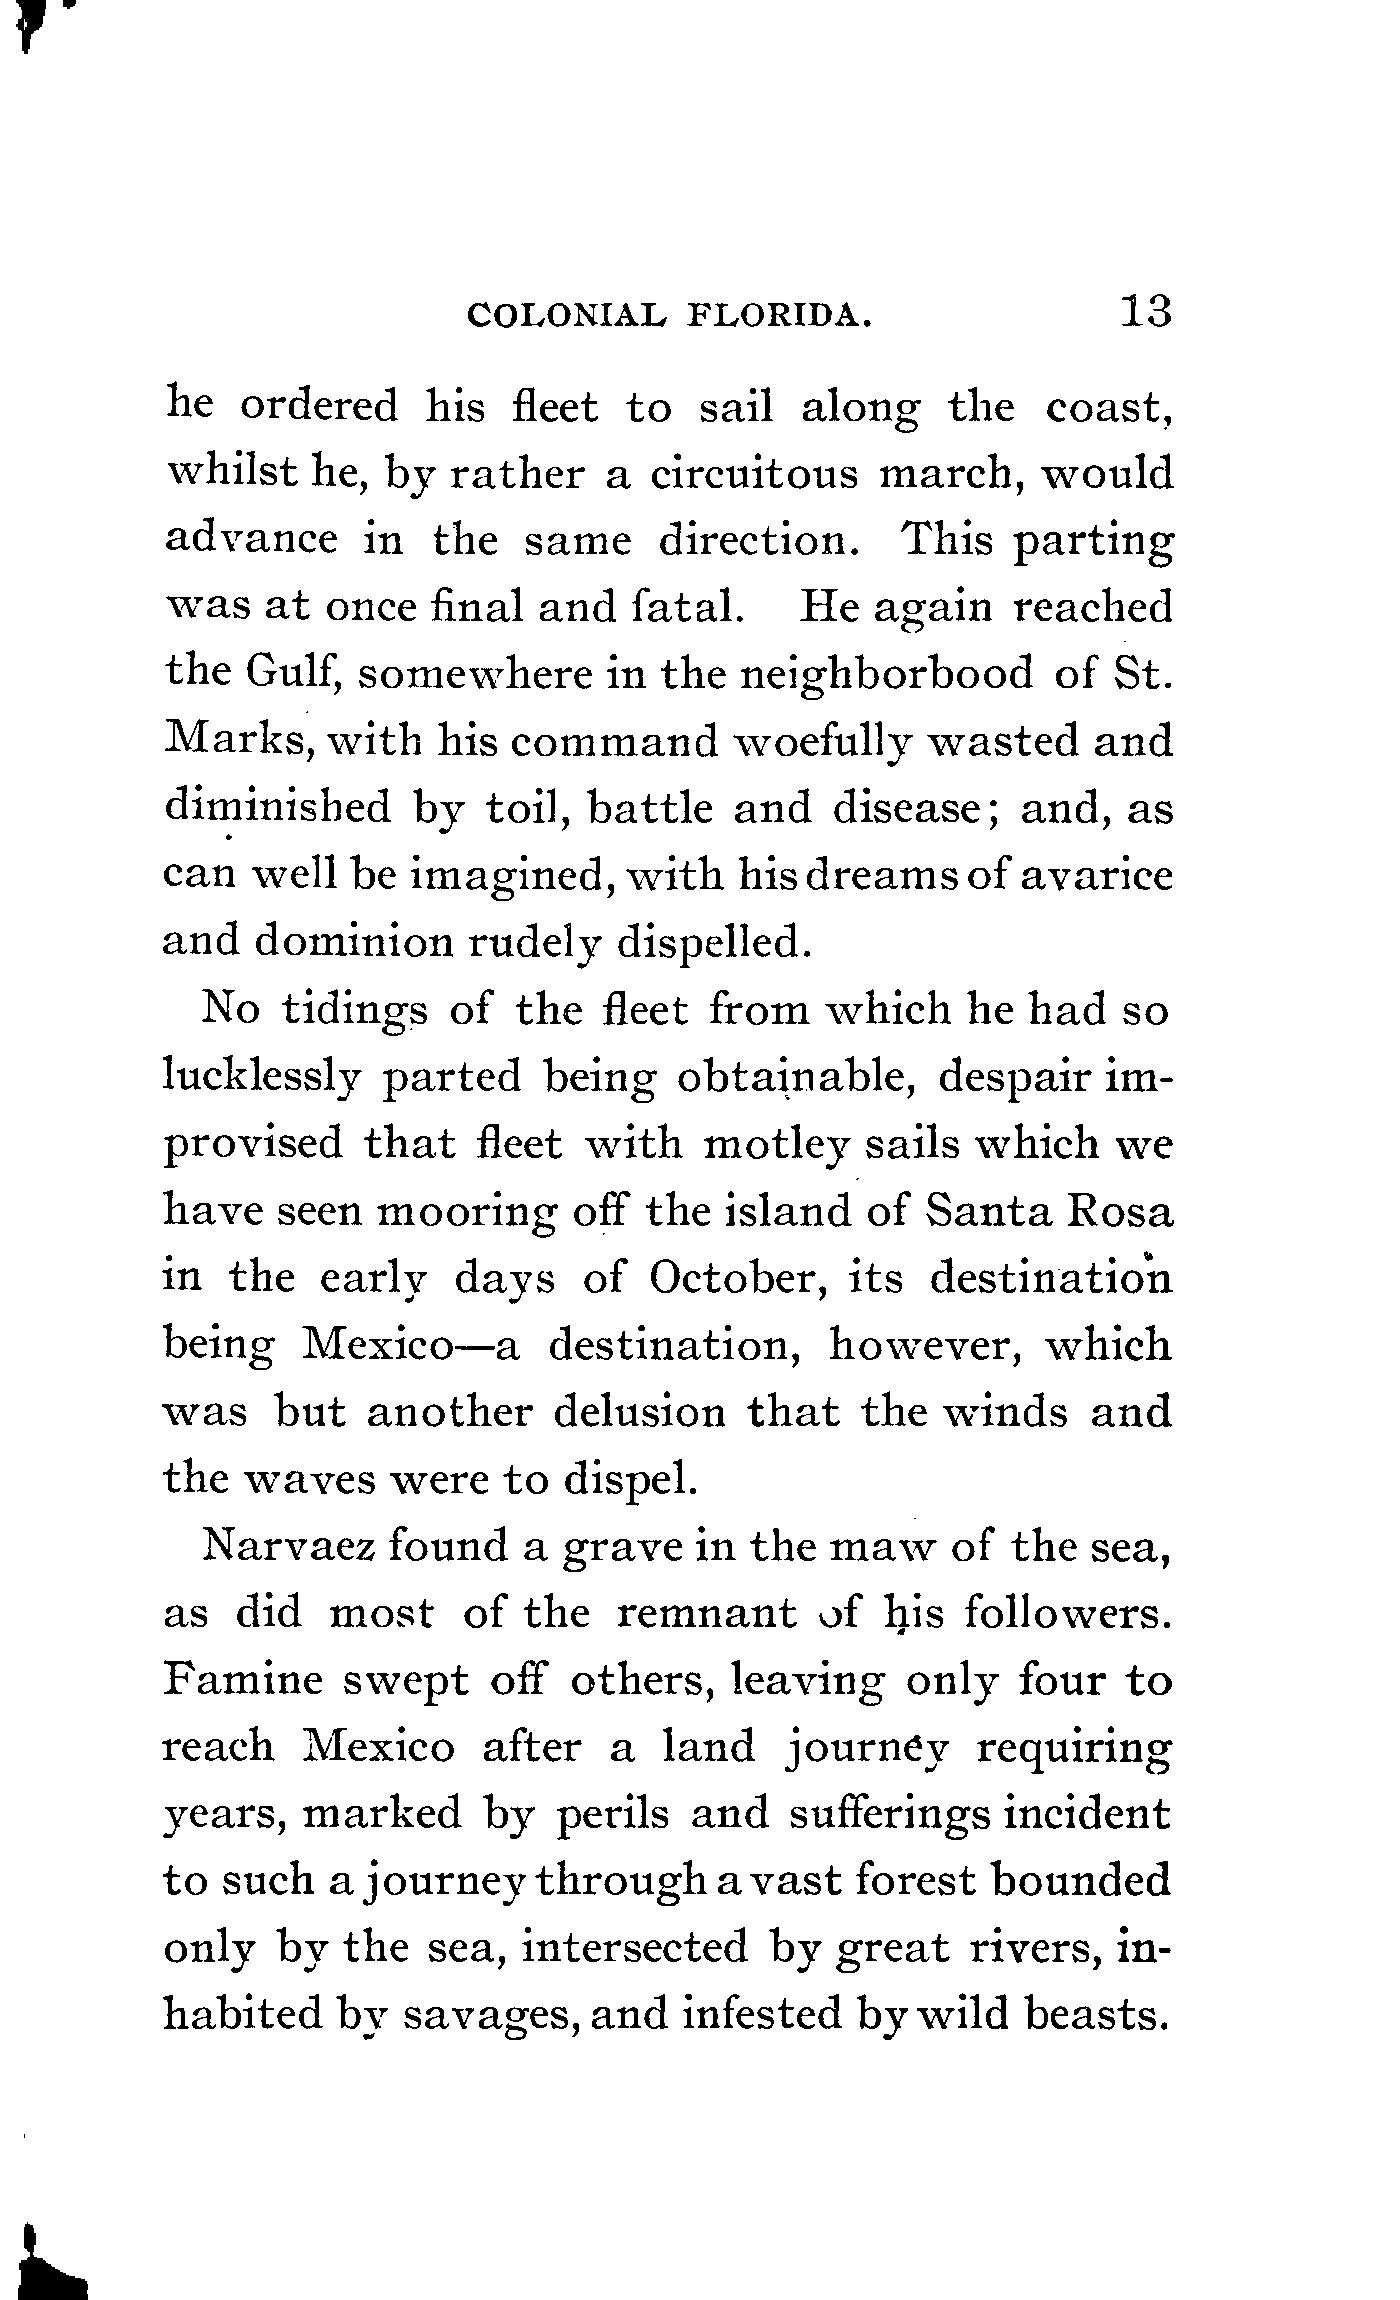 COLONIAL FLORIDA. 13
he ordered his fleet to sail along the coast,
whilst he, by rather a circuitous march, would
advance in the same direction. This parting
was at once final and fatal. He again reached
the Gulf, somewhere in the neighborbood of St.
Marks, with his command woefully wasted and
diminished by toil, battle and disease; and, as
can well be imagined, with his dreams of avarice
and dominion rudely dispelled.
No tidings of the fleet from which he had so
lucklessly parted being obtainable, despair im-
provised that fleet with motley sails which we
have seen mooring off the island of Santa Rosa
in the early days of October, its destination
being Mexico—a destination, however, which
was but another delusion that the winds and
the waves were to dispel.
Narvaez found a grave in the maw of the sea,
as did most of the remnant of his followers.
Famine swept off others, leaving only four to
reach Mexico after a land journey requiring
years, marked by perils and sufferings incident
to such a journey through a vast forest bounded
only by the sea, intersected by great rivers, in-
habited by savages, and infested by wild beasts.